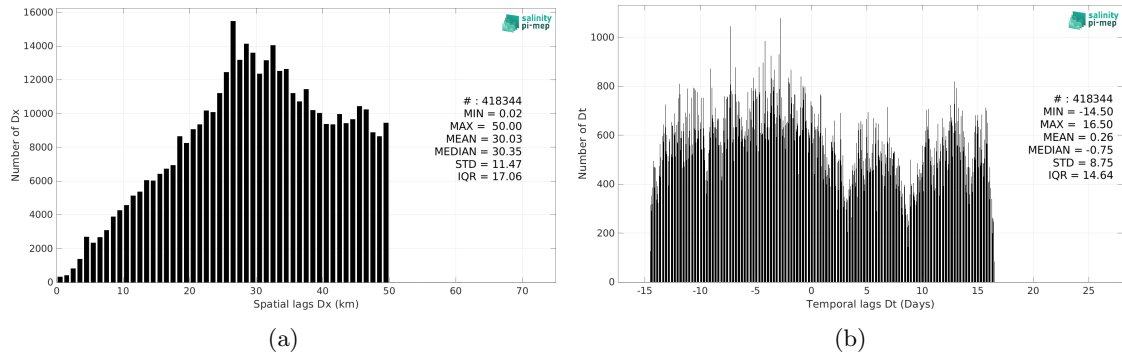 16000
14000
12000
10000
8000
6000
4000
2000
0
Number of Dx
salinity
pi-mep
# : 418344
MIN = 0.02
MAX = 50.00
MEAN = 30.03
MEDIAN = 30.35
STD = 11.47
IQR = 17.06
0 10 20 30 40 50 60 70
Spatial lags Dx (km)
(a)
1000
800
600
400
200
0
Number of Dt
salinity
pi-mep
# : 418344
MIN = -14.50
MAX = 16.50
MEAN = 0.26
MEDIAN = -0.75
STD = 8.75
IQR = 14.64
-15 -10 -5 0 5 10 15 20 25
Temporal lags Dt (Days)
(b)